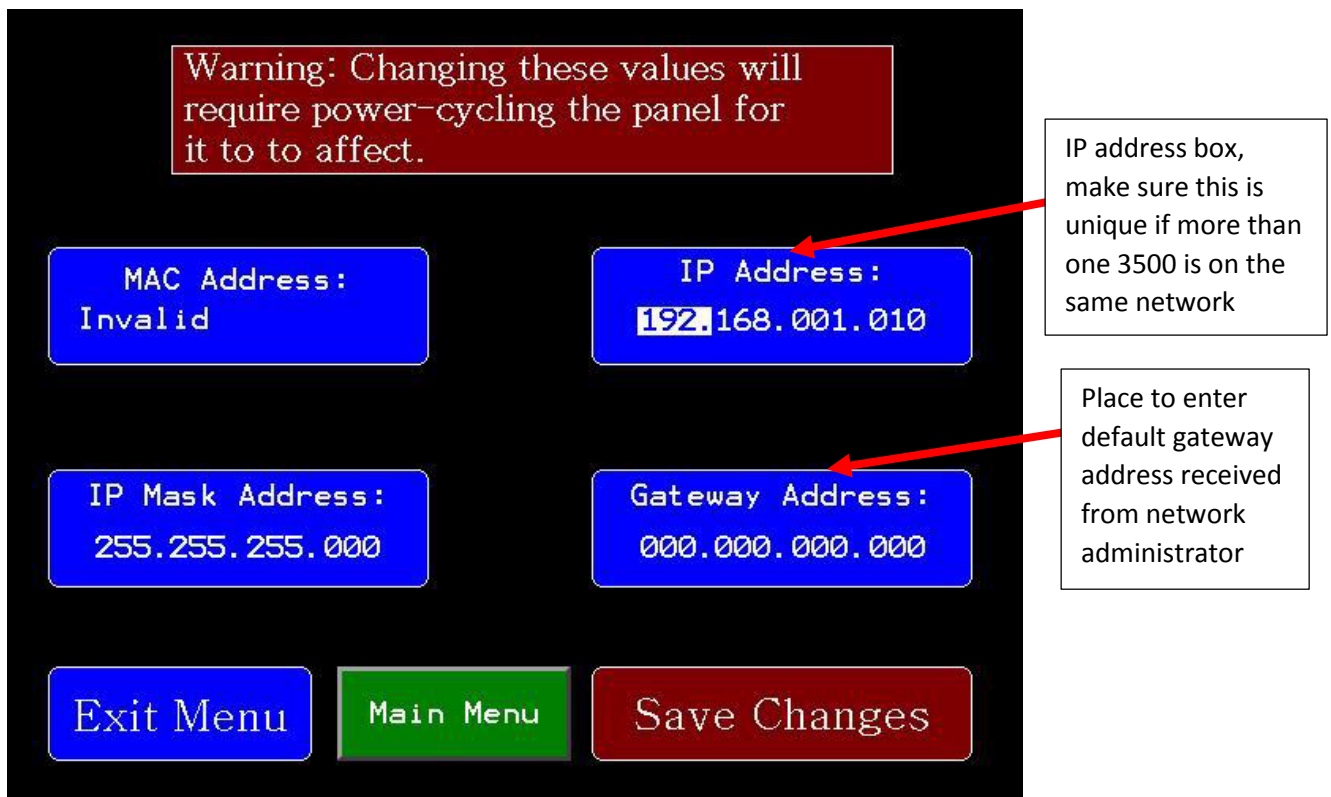 Warning: Changing these values will
require power-cycling the panel for
it to to affect.
IP address box,
make sure this is
unique if more than
one 3500 is on the
same network
MAC Address:
Invalid
IP Address:
192.168.001.010
Place to enter
default gateway
address received
from network
administrator
IP Mask Address:
255.255.255.000
Gateway Address:
000.000.000.000
Exit Menu
Main Menu
Save Changes